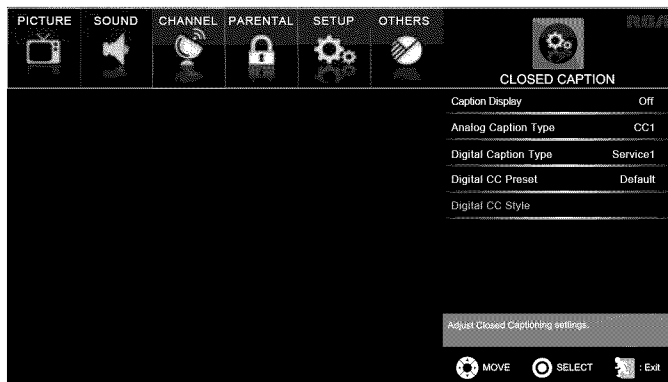 PICTURE SOUND CHANNEL PARENTAL SETUP OTHERS
RCA
CLOSED CAPTION
Caption Display Off
Analog Caption Type CC1
Digital Caption Type Service1
Digital CC Preset Default
Digital CC Style
Adjust Closed Captioning settings.
MOVE SELECT : Exit